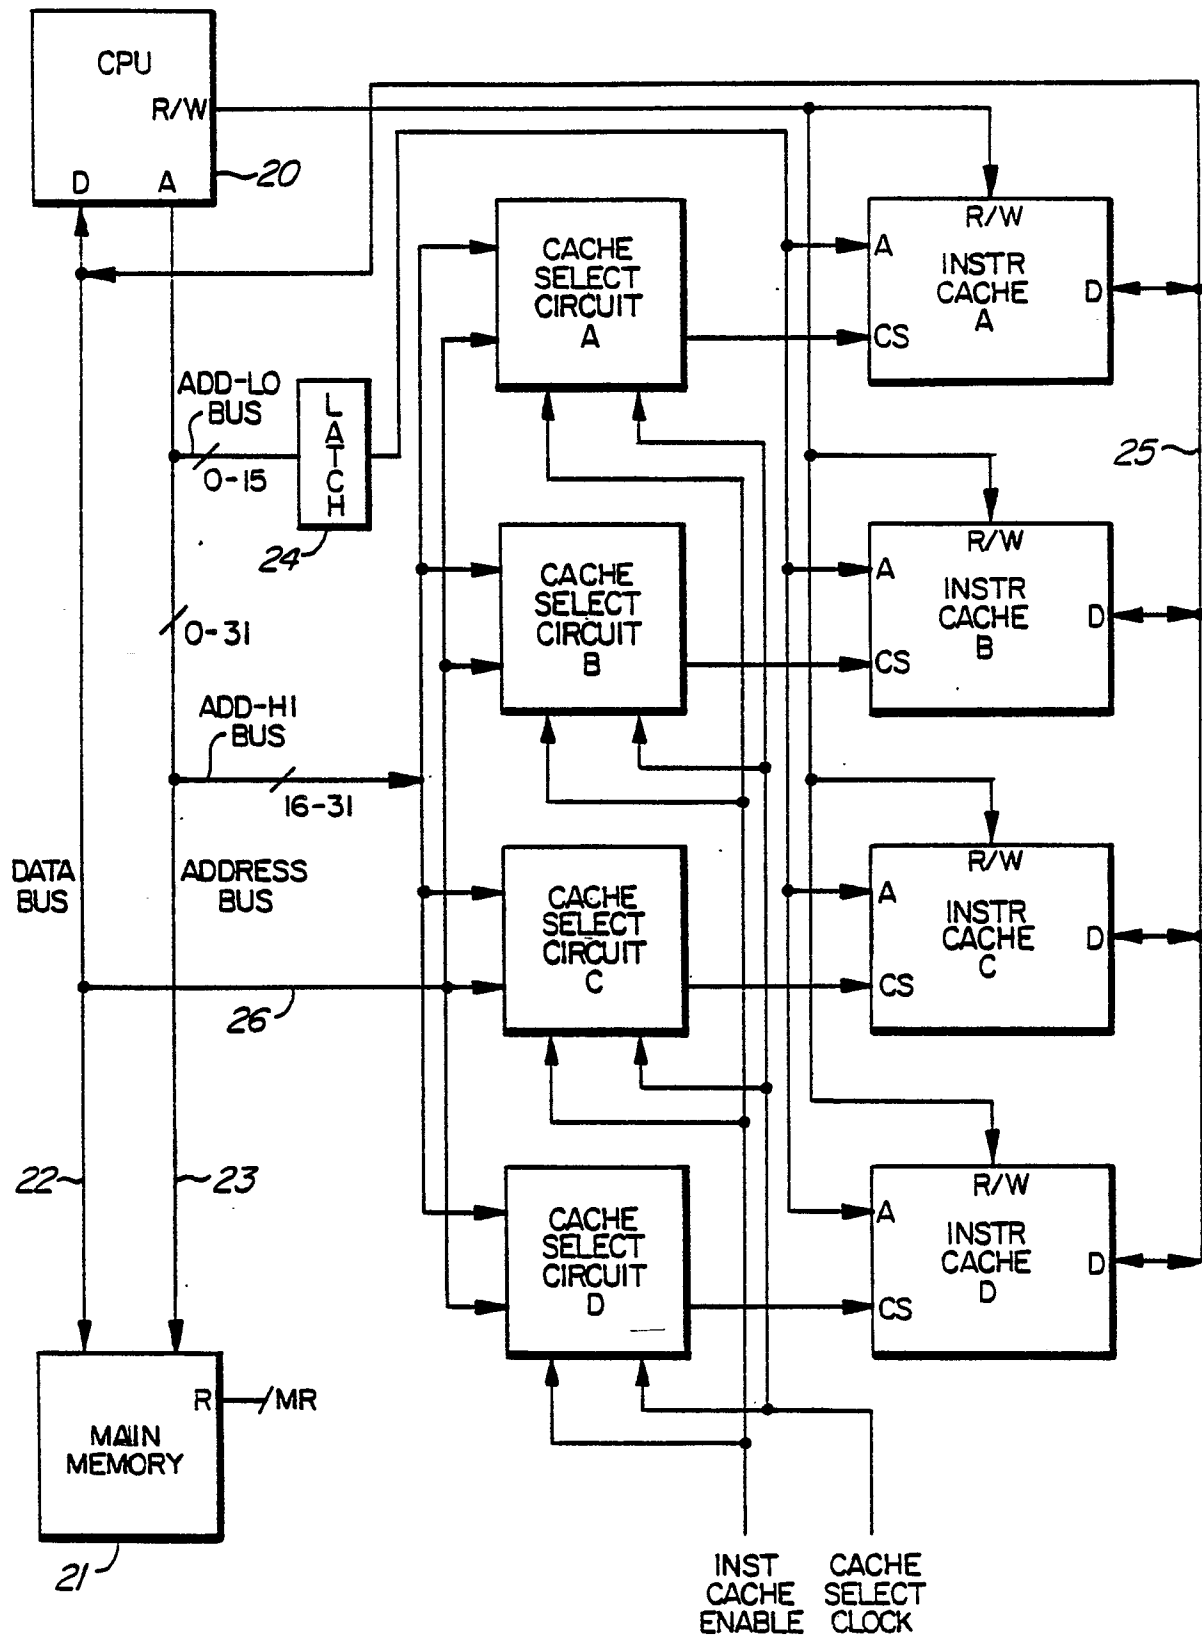 CPU
R/W
D A
20
ADD-LO
BUS
0-15
LATCH
24
0-31
ADD-HI
BUS
16-31
DATA
BUS
ADDRESS
BUS
26
22
23
R
/MR
MAIN
MEMORY
21
CACHE
SELECT
CIRCUIT
A
CACHE
SELECT
CIRCUIT
B
CACHE
SELECT
CIRCUIT
C
CACHE
SELECT
CIRCUIT
D
R/W
A
INSTR
CACHE
A
D
CS
25
R/W
A
INSTR
CACHE
B
D
CS
R/W
A
INSTR
CACHE
C
D
CS
R/W
A
INSTR
CACHE
D
D
CS
INST
CACHE
ENABLE
CACHE
SELECT
CLOCK